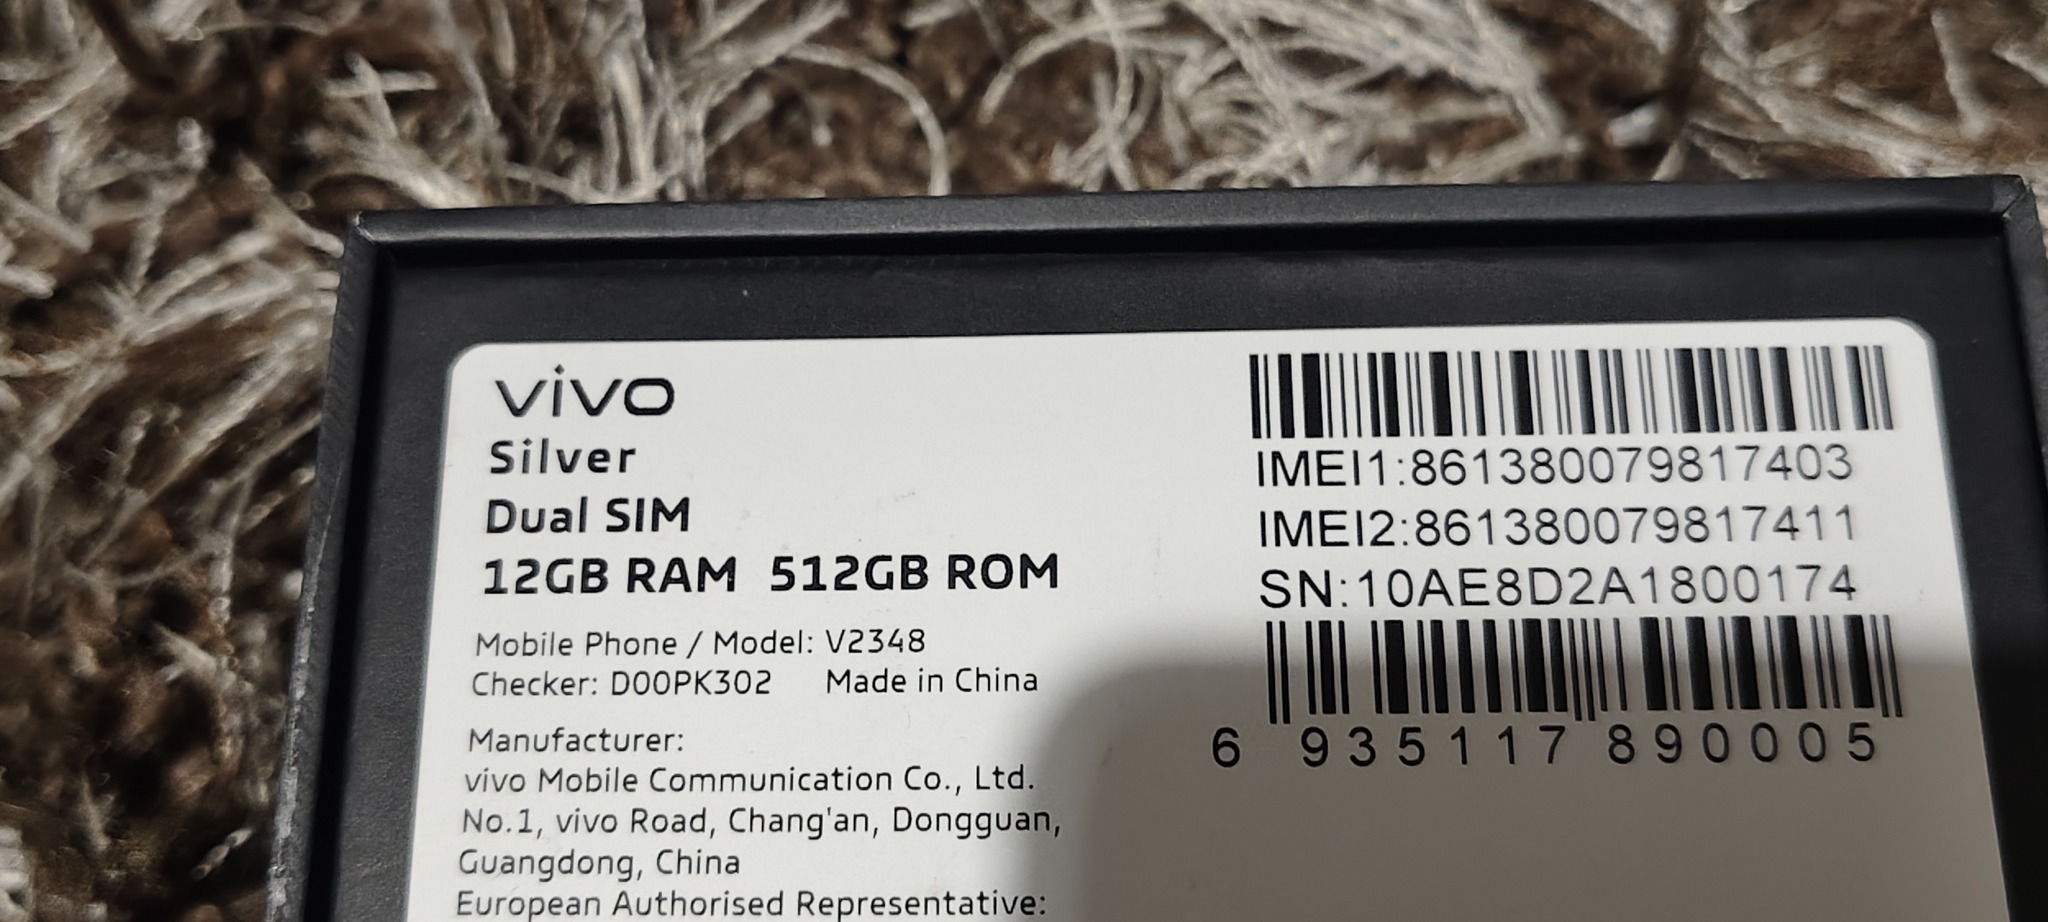 vivo
Silver
Dual SIM
12GB RAM 512GB ROM
Mobile Phone / Model: V2348
Checker: D00PK302 Made in China
Manufacturer:
vivo Mobile Communication Co., Ltd.
No.1, vivo Road, Chang'an, Dongguan,
Guangdong, China
European Authorised Representative:
IMEI1:861380079817403
IMEI2:861380079817411
SN:10AE8D2A1800174
6 935117 890005